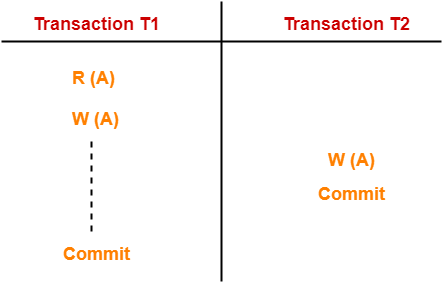 Transaction T1 Transaction T2
R (A)
W (A)
W (A)
Commit
Commit